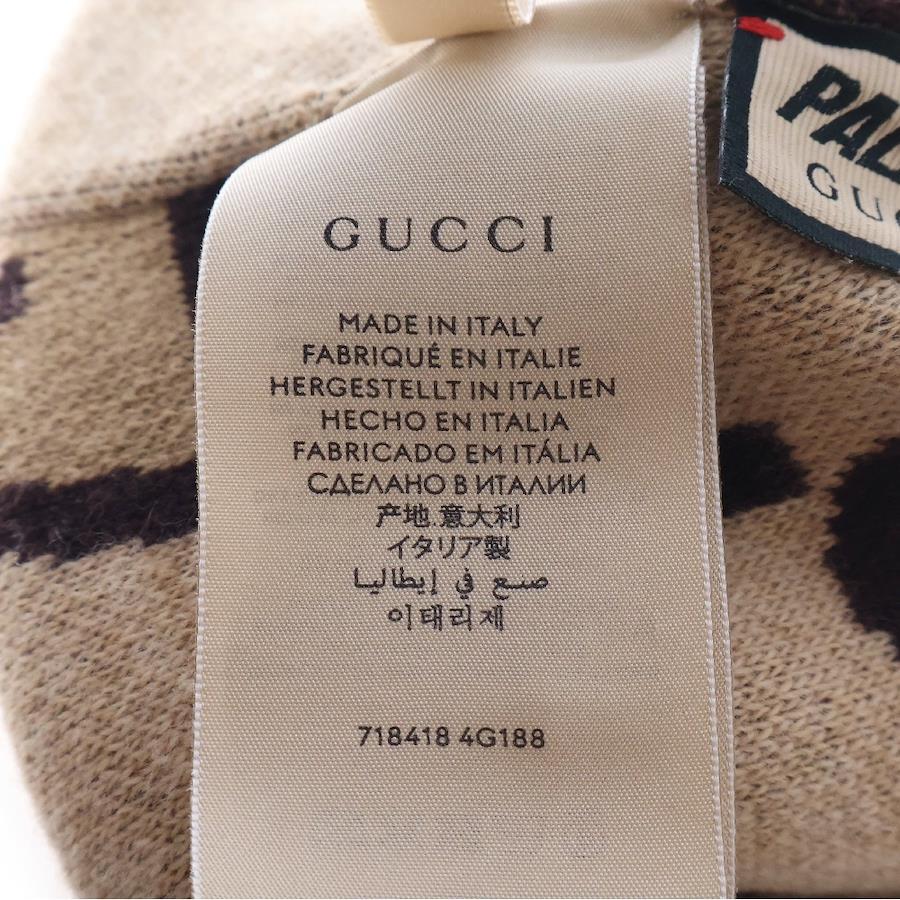 GUCCI
MADE IN ITALY
FABRIQUÉ EN ITALIE
HERGESTELLT IN ITALIEN
HECHO EN ITALIA
FABRICADO EM ITÁLIA
СДЕЛАНО В ИТАЛИИ
产地.意大利
イタリア製
صنع في إيطاليا
이태리제
718418 4G188